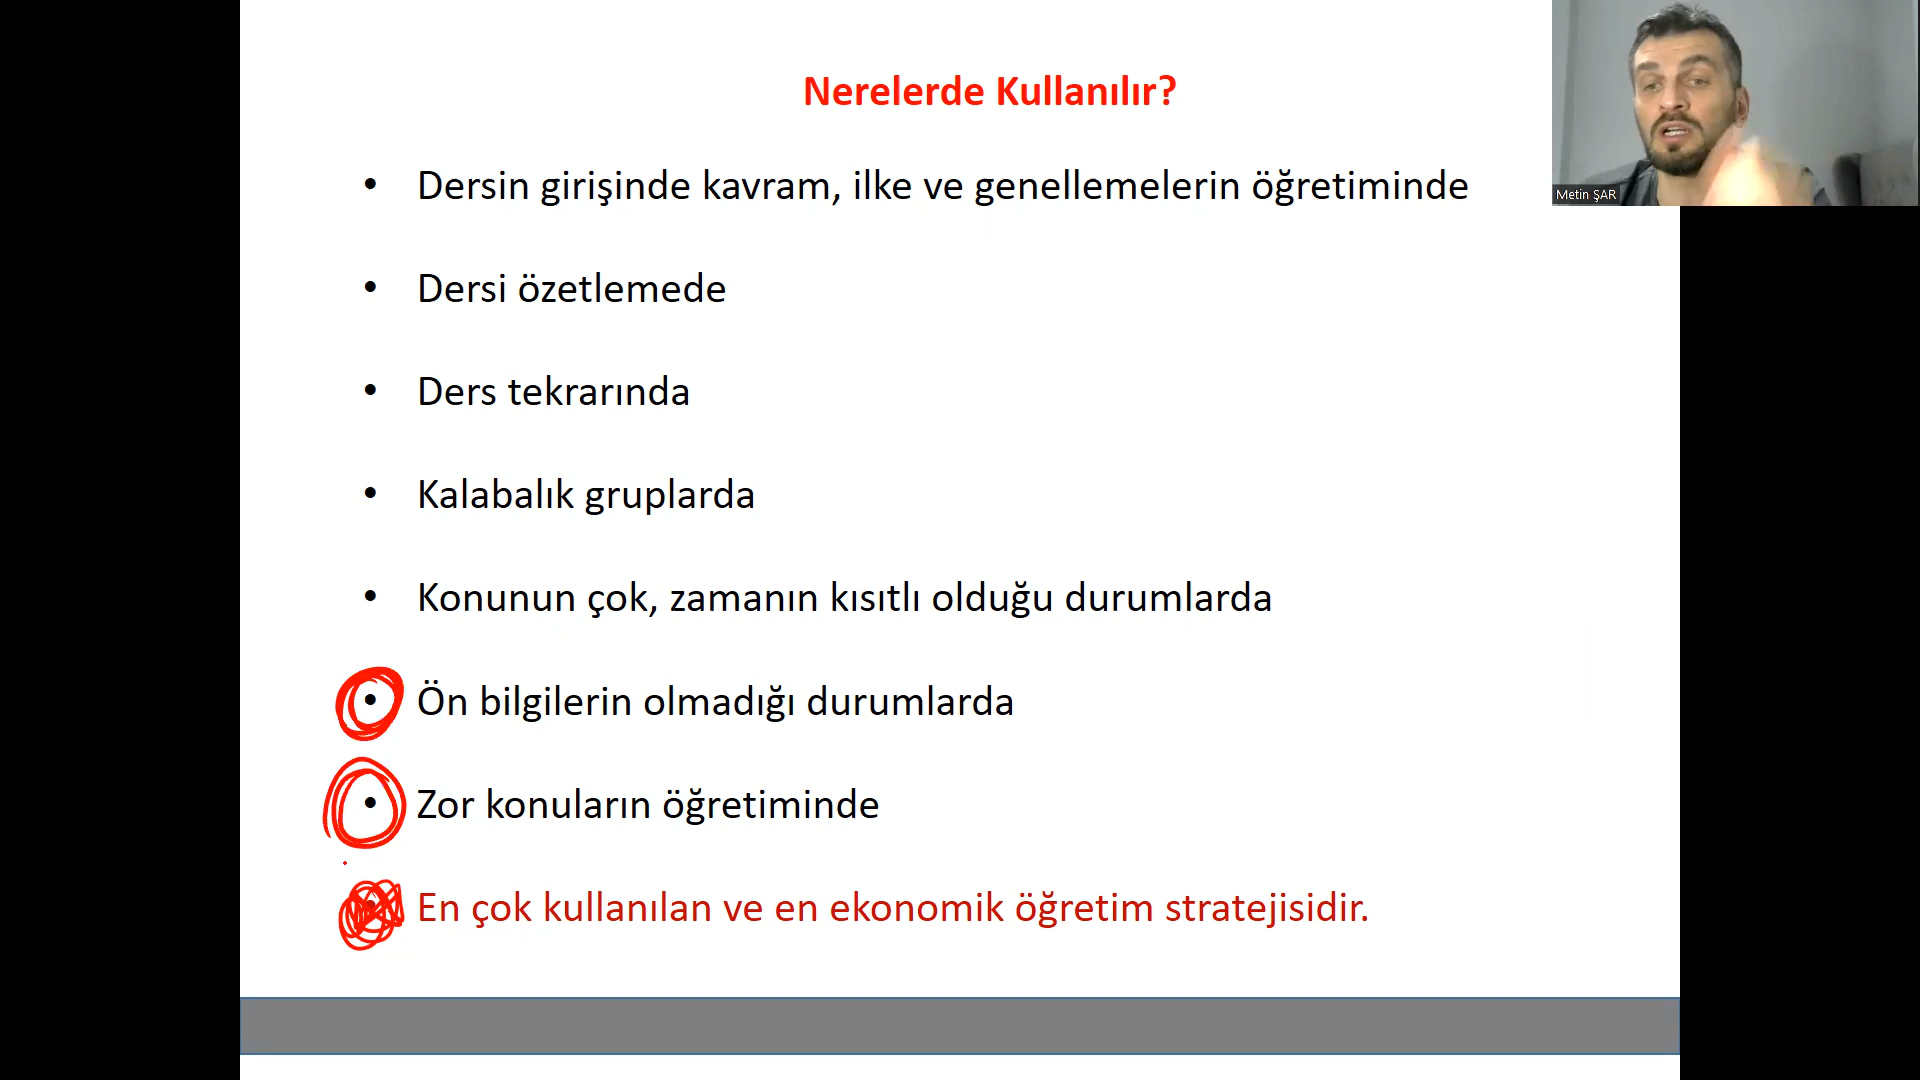 Nerelerde Kullanılır?
• Dersin girişinde kavram, ilke ve genellemelerin öğretiminde
• Dersi özetlemede
• Ders tekrarında
• Kalabalık gruplarda
• Konunun çok, zamanın kısıtlı olduğu durumlarda
• Ön bilgilerin olmadığı durumlarda
• Zor konuların öğretiminde
• En çok kullanılan ve en ekonomik öğretim stratejisidir.
Metin ŞAR